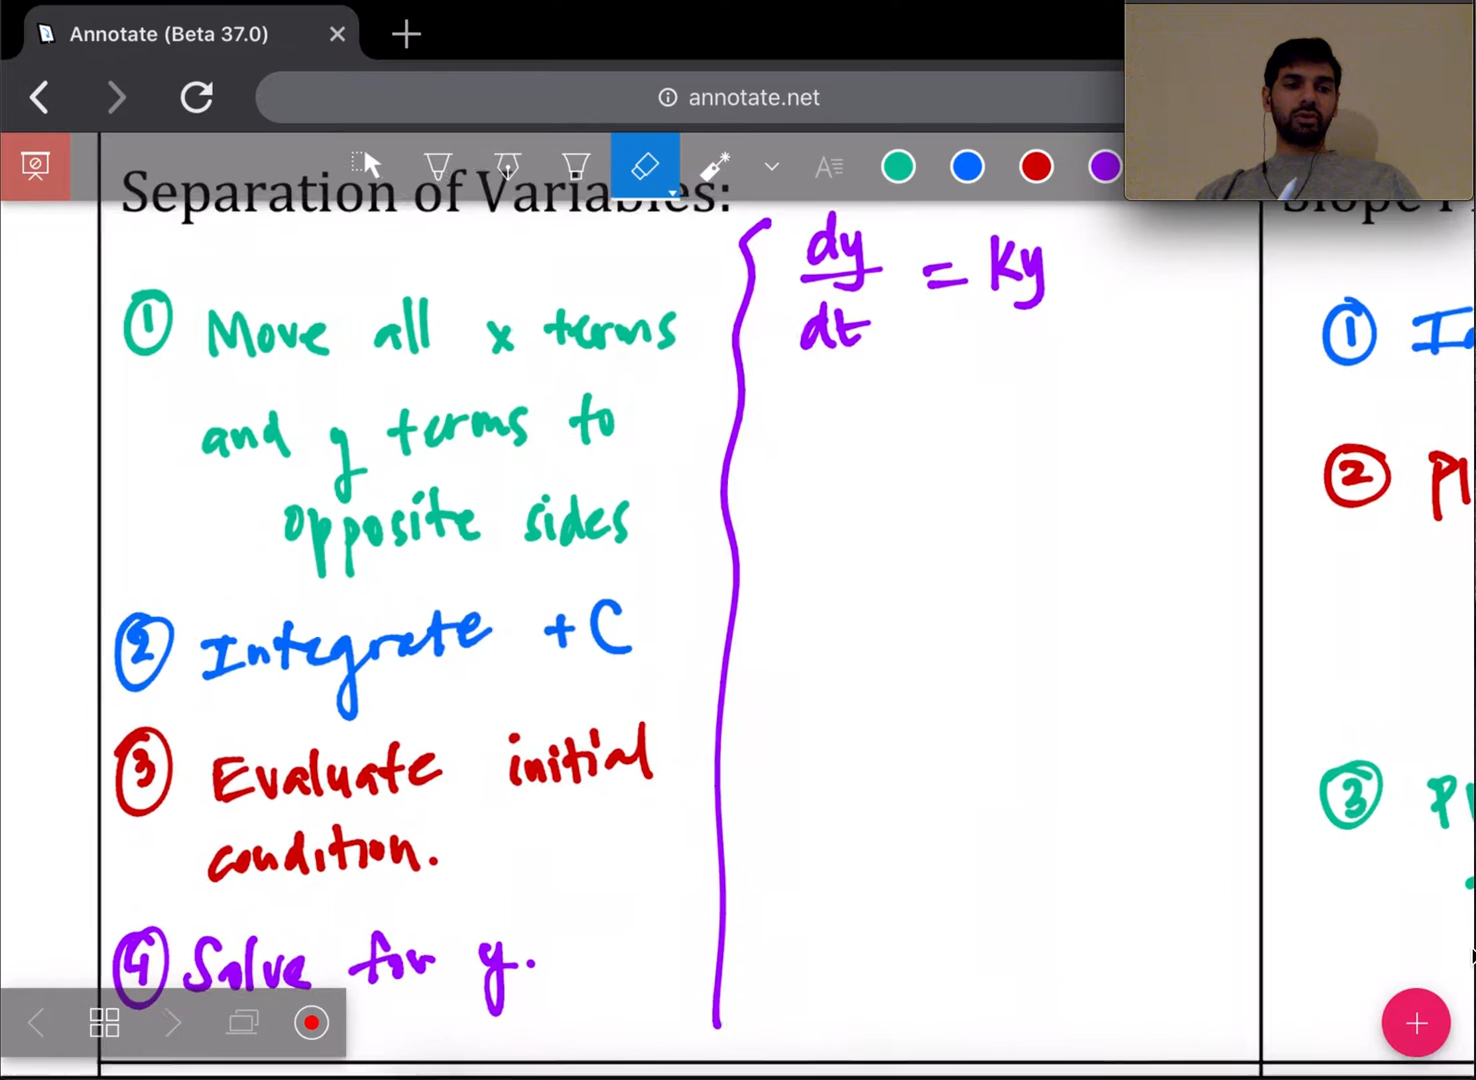 Annotate (Beta 37.0)
annotate.net
Separation of Variables:
① Move all x terms
and y terms to
opposite sides
② Integrate + C
③ Evaluate initial
condition.
④ Solve for y.
dy/dt = ky
①
②
③